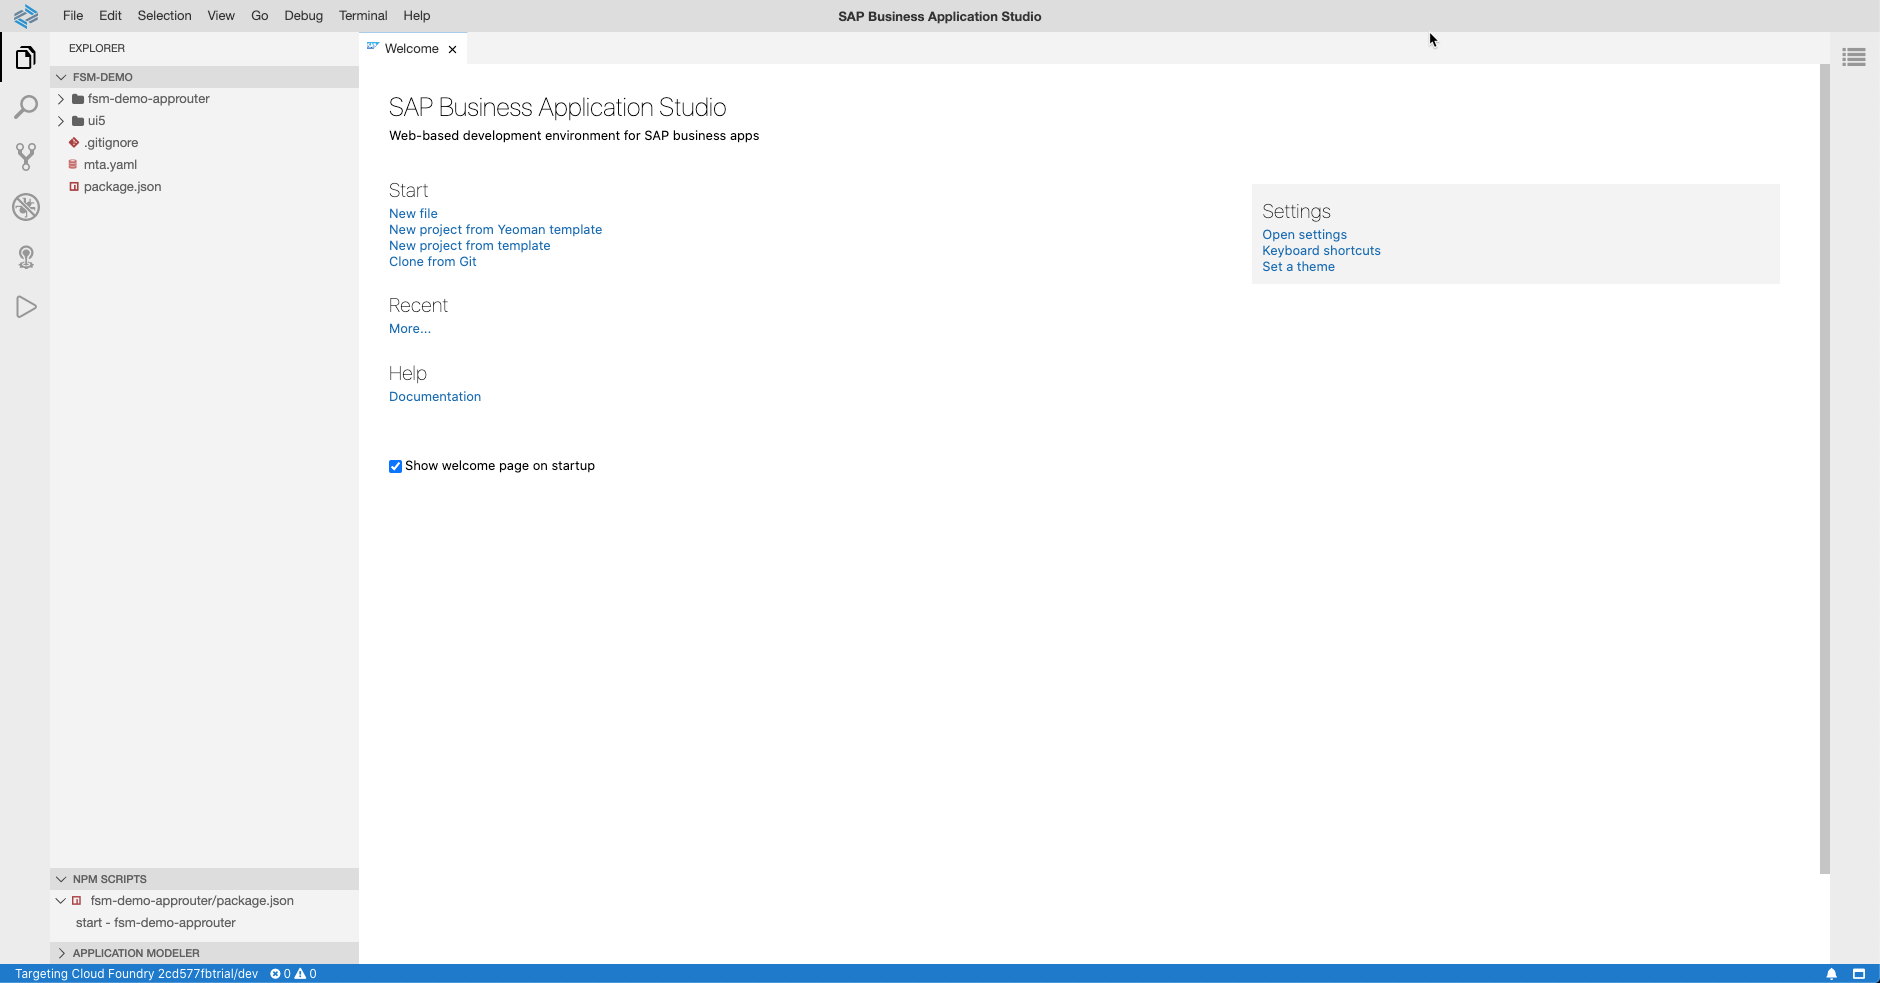 File Edit Selection View Go Debug Terminal Help
SAP Business Application Studio
EXPLORER
FSM-DEMO
fsm-demo-approuter
ui5
.gitignore
mta.yaml
package.json
NPM SCRIPTS
fsm-demo-approuter/package.json
start - fsm-demo-approuter
APPLICATION MODELER
Welcome
SAP Business Application Studio
Web-based development environment for SAP business apps
Start
New file
New project from Yeoman template
New project from template
Clone from Git
Recent
More...
Help
Documentation
Show welcome page on startup
Settings
Open settings
Keyboard shortcuts
Set a theme
Targeting Cloud Foundry 2cd577fbtrial/dev 0 0